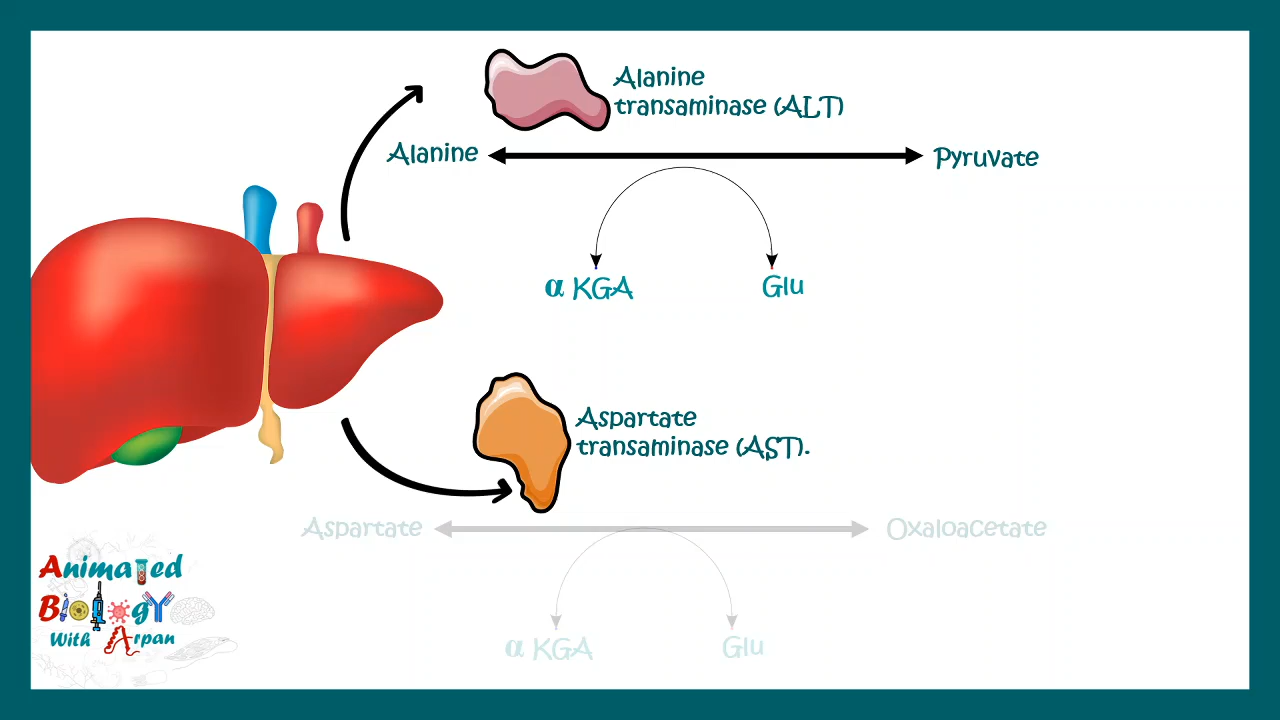 Alanine
transaminase (ALT)
Alanine
Pyruvate
α KGA
Glu
Aspartate
transaminase (AST).
Aspartate
Oxaloacetate
α KGA
Glu
Animated
Biology
With Arpan